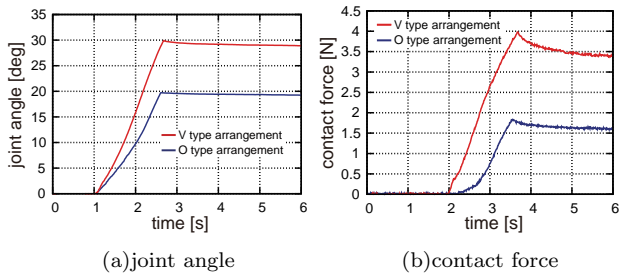 35
30
25
20
15
10
5
0
joint angle [deg]
V type arrangement
O type arrangement
0 1 2 3 4 5 6
time [s]
(a)joint angle
4.5
4
3.5
3
2.5
2
1.5
1
0.5
0
contact force [N]
V type arrangement
O type arrangement
0 1 2 3 4 5 6
time [s]
(b)contact force